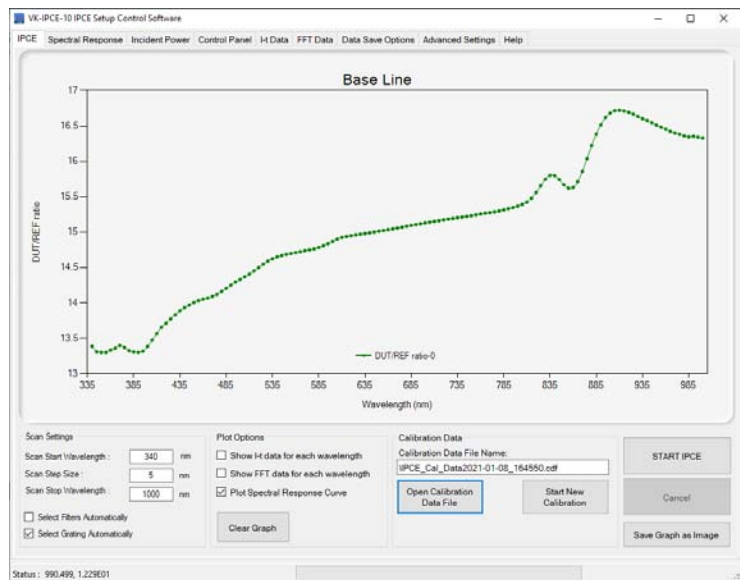 VK-IPCE-10 IPCE Setup Control Software
IPCE Spectral Response Incident Power Control Panel I-t Data FFT Data Data Save Options Advanced Settings Help
Base Line
17
16.5
16
15.5
15
14.5
14
13.5
13
DUT/REF ratio
DUT/REF ratio-0
335 385 435 485 535 585 635 685 735 785 835 885 935 985
Wavelength (nm)
Scan Settings
Scan Start Wavelength : 340 nm
Scan Step Size : 5 nm
Scan Stop Wavelength : 1000 nm
Select Filters Automatically
Select Grating Automatically
Plot Options
Show I-t data for each wavelength
Show FFT data for each wavelength
Plot Spectral Response Curve
Clear Graph
Calibration Data
Calibration Data File Name:
\IPCE_Cal_Data2021-01-08_164550.cdf
Open Calibration
Data File
Start New
Calibration
START IPCE
Cancel
Save Graph as Image
Status : 990.499, 1.229E01